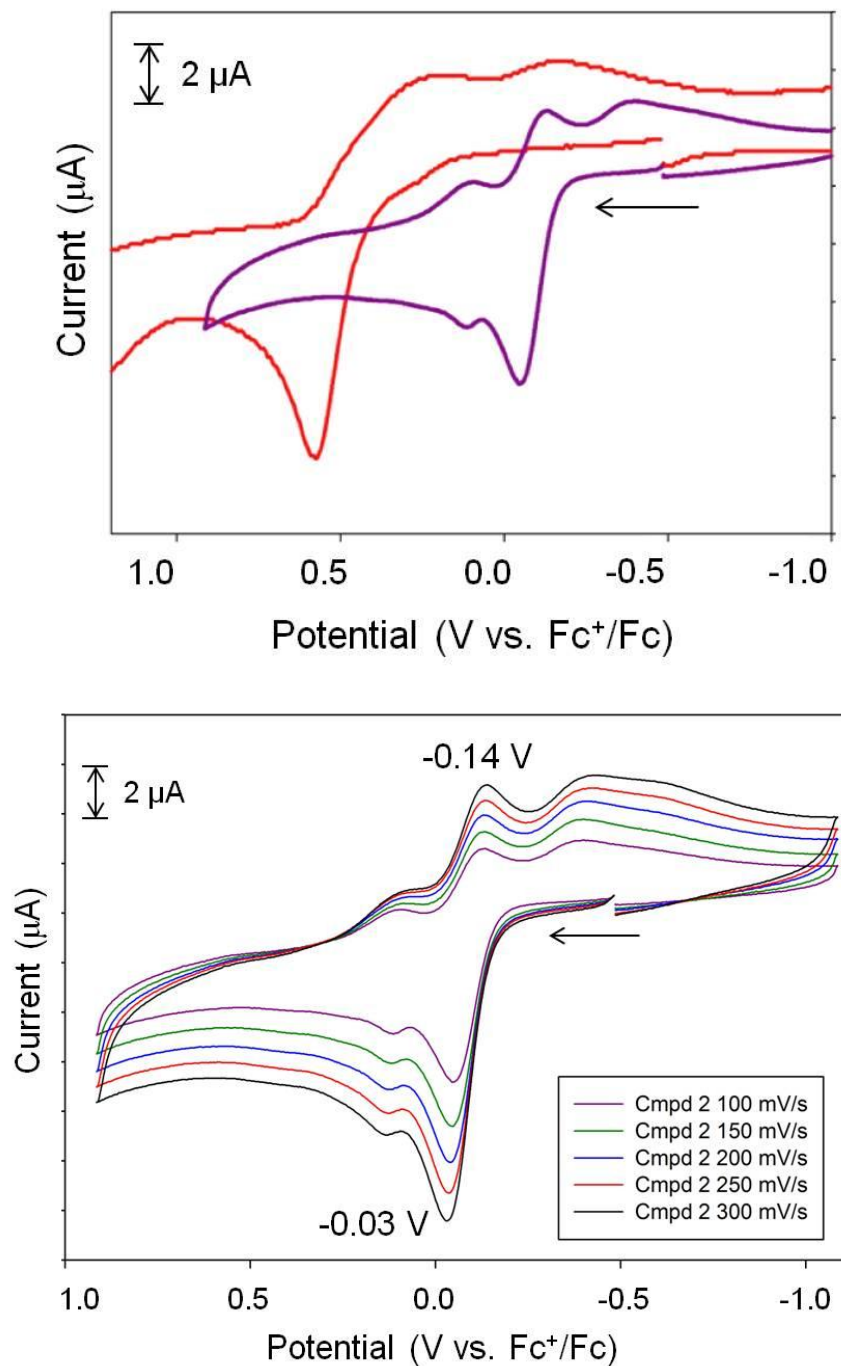 2 μA
Current (μA)
1.0 0.5 0.0 -0.5 -1.0
Potential (V vs. Fc⁺/Fc)
-0.14 V
2 μA
Current (μA)
-0.03 V
Cmpd 2 100 mV/s
Cmpd 2 150 mV/s
Cmpd 2 200 mV/s
Cmpd 2 250 mV/s
Cmpd 2 300 mV/s
1.0 0.5 0.0 -0.5 -1.0
Potential (V vs. Fc⁺/Fc)